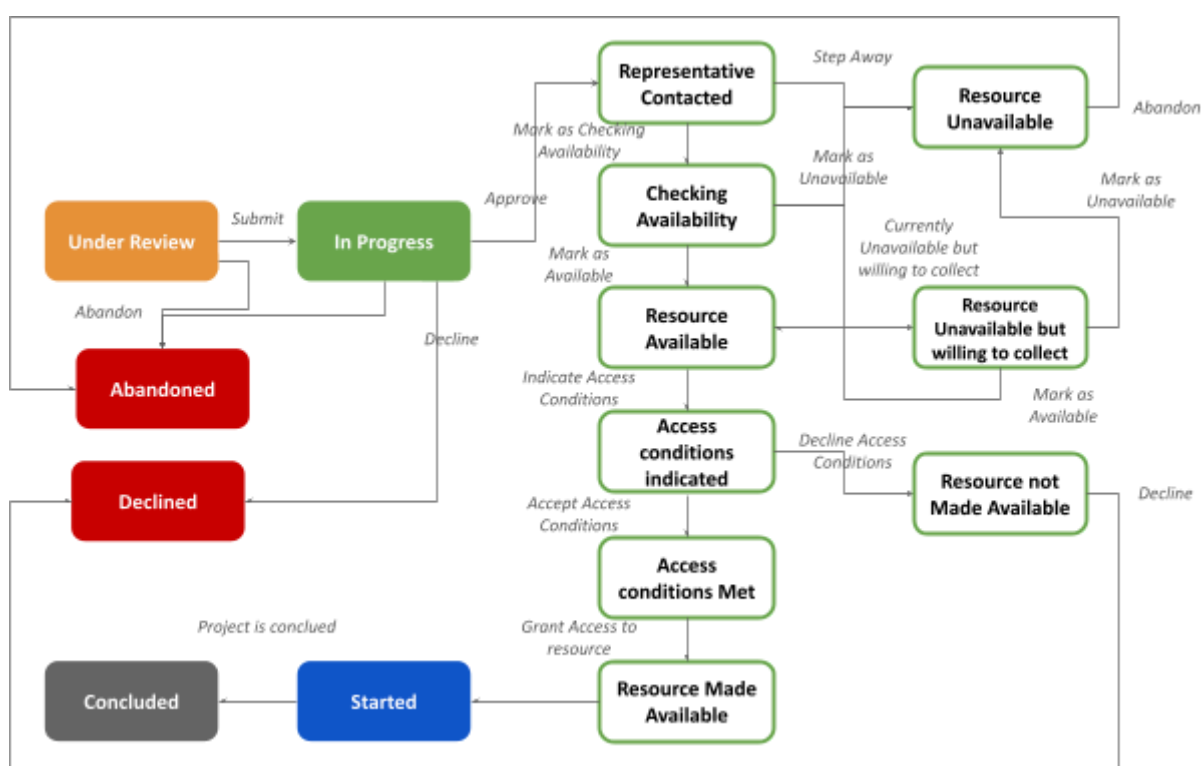 Representative
Contacted
Step Away
Resource
Unavailable
Abandon
Mark as Checking
Availability
Mark as
Unavailable
Mark as
Unavailable
Checking
Availability
Approve
Submit
Under Review
In Progress
Currently
Unavailable but
willing to collect
Mark as
Available
Abandon
Decline
Resource
Available
Resource
Unavailable but
willing to collect
Abandoned
Indicate Access
Conditions
Mark as
Available
Access
conditions
indicated
Decline Access
Conditions
Declined
Resource not
Made Available
Decline
Accept Access
Conditions
Access
conditions Met
Project is conclued
Grant Access to
resource
Concluded
Started
Resource Made
Available